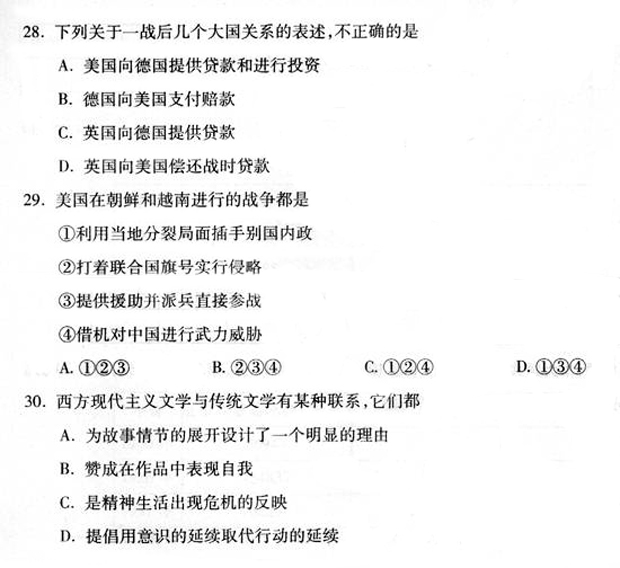 28. 下列关于一战后几个大国关系的表述,不正确的是
A. 美国向德国提供贷款和进行投资
B. 德国向美国支付赔款
C. 英国向德国提供贷款
D. 英国向美国偿还战时贷款
29. 美国在朝鲜和越南进行的战争都是
①利用当地分裂局面插手别国内政
②打着联合国旗号实行侵略
③提供援助并派兵直接参战
④借机对中国进行武力威胁
A. ①②③ B. ②③④ C. ①②④ D. ①③④
30. 西方现代主义文学与传统文学有某种联系,它们都
A. 为故事情节的展开设计了一个明显的理由
B. 赞成在作品中表现自我
C. 是精神生活出现危机的反映
D. 提倡用意识的延续取代行动的延续